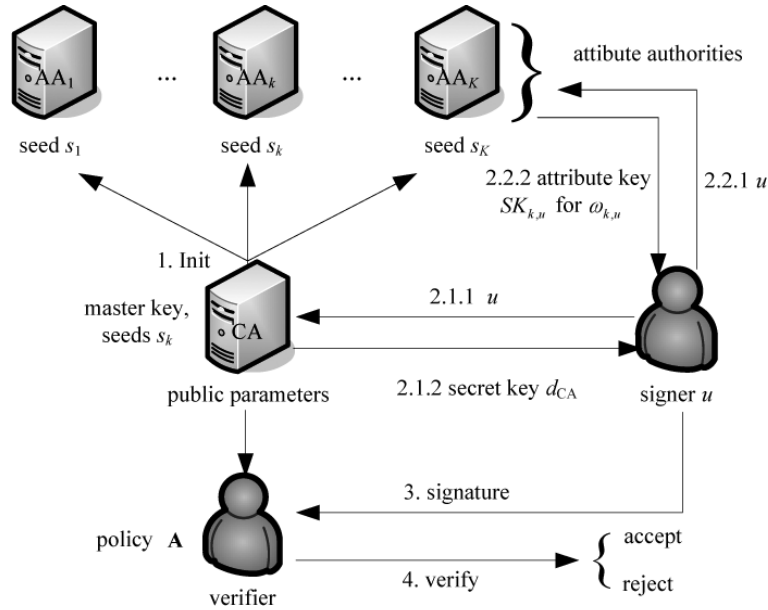 AA1 ... AAk ... AAK } attibute authorities
seed s1 seed sk seed sK
2.2.2 attribute key
SKk,u for ωk,u
2.2.1 u
1. Init
master key,
seeds sk
CA
2.1.1 u
public parameters
2.1.2 secret key dCA
signer u
3. signature
policy A
4. verify
{ accept
reject
verifier